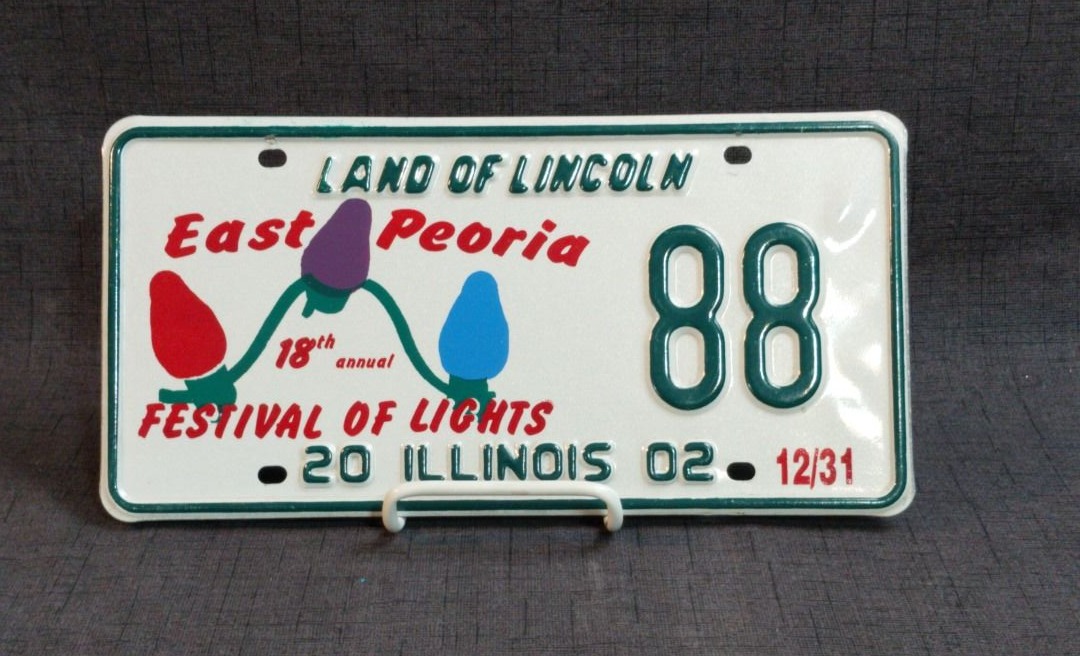 LAND OF LINCOLN
East Peoria
88
18th annual
FESTIVAL OF LIGHTS
20 ILLINOIS 02 12/31